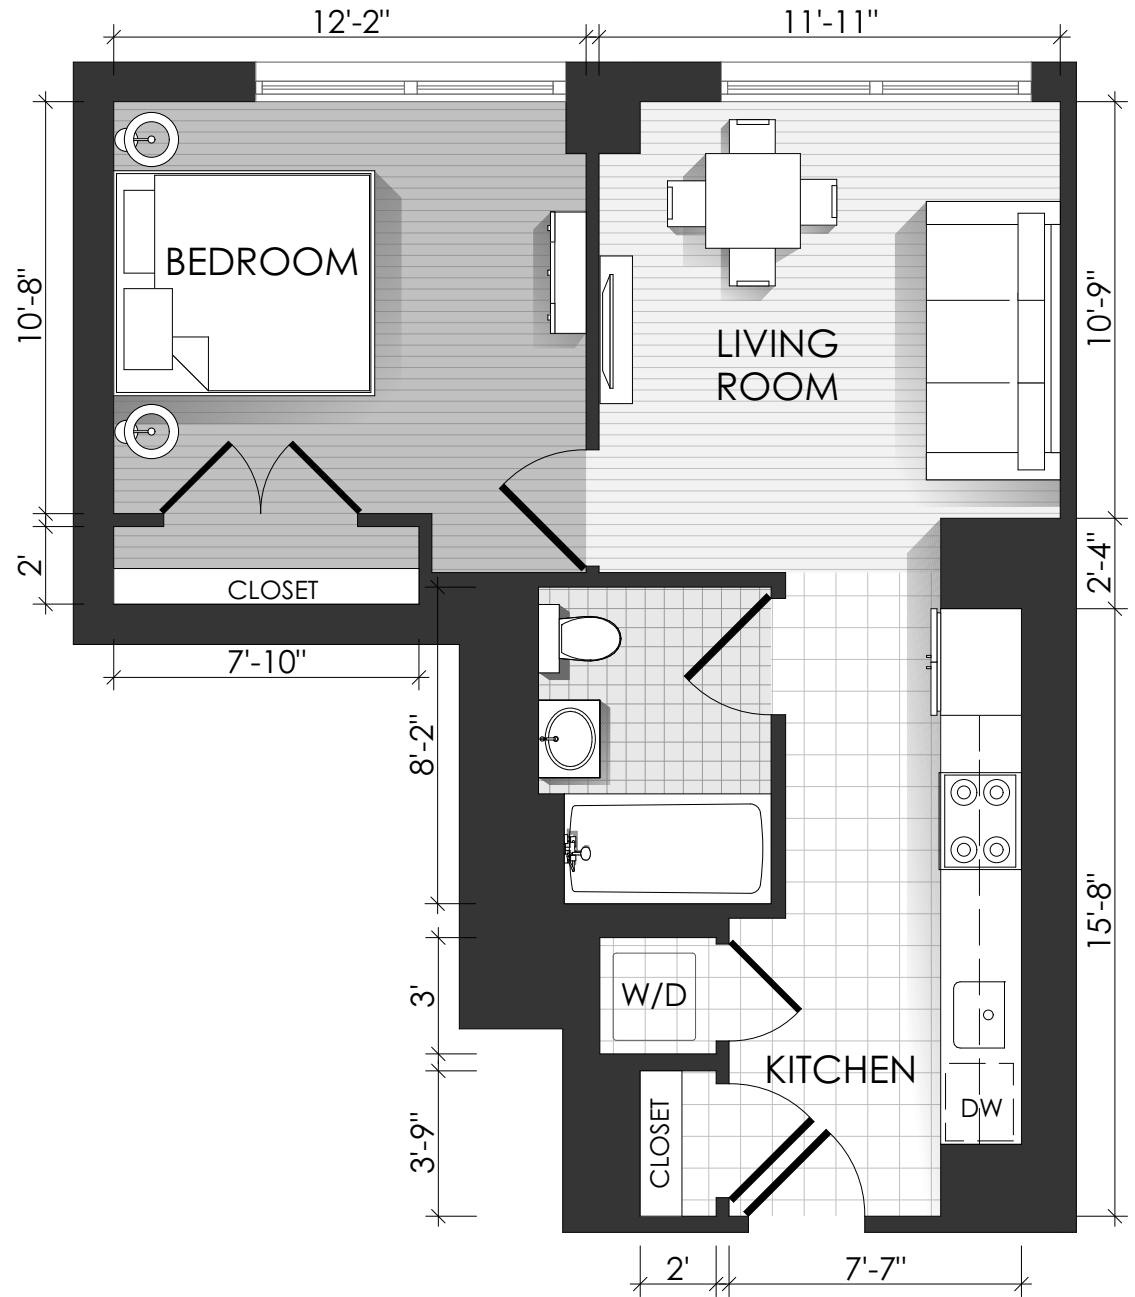 12'-2"
11'-11"
10'-8"
BEDROOM
10'-9"
LIVING
ROOM
2'
CLOSET
2'-4"
7'-10"
8'-2"
15'-8"
3'
W/D
KITCHEN
3'-9"
CLOSET
DW
2'
7'-7"